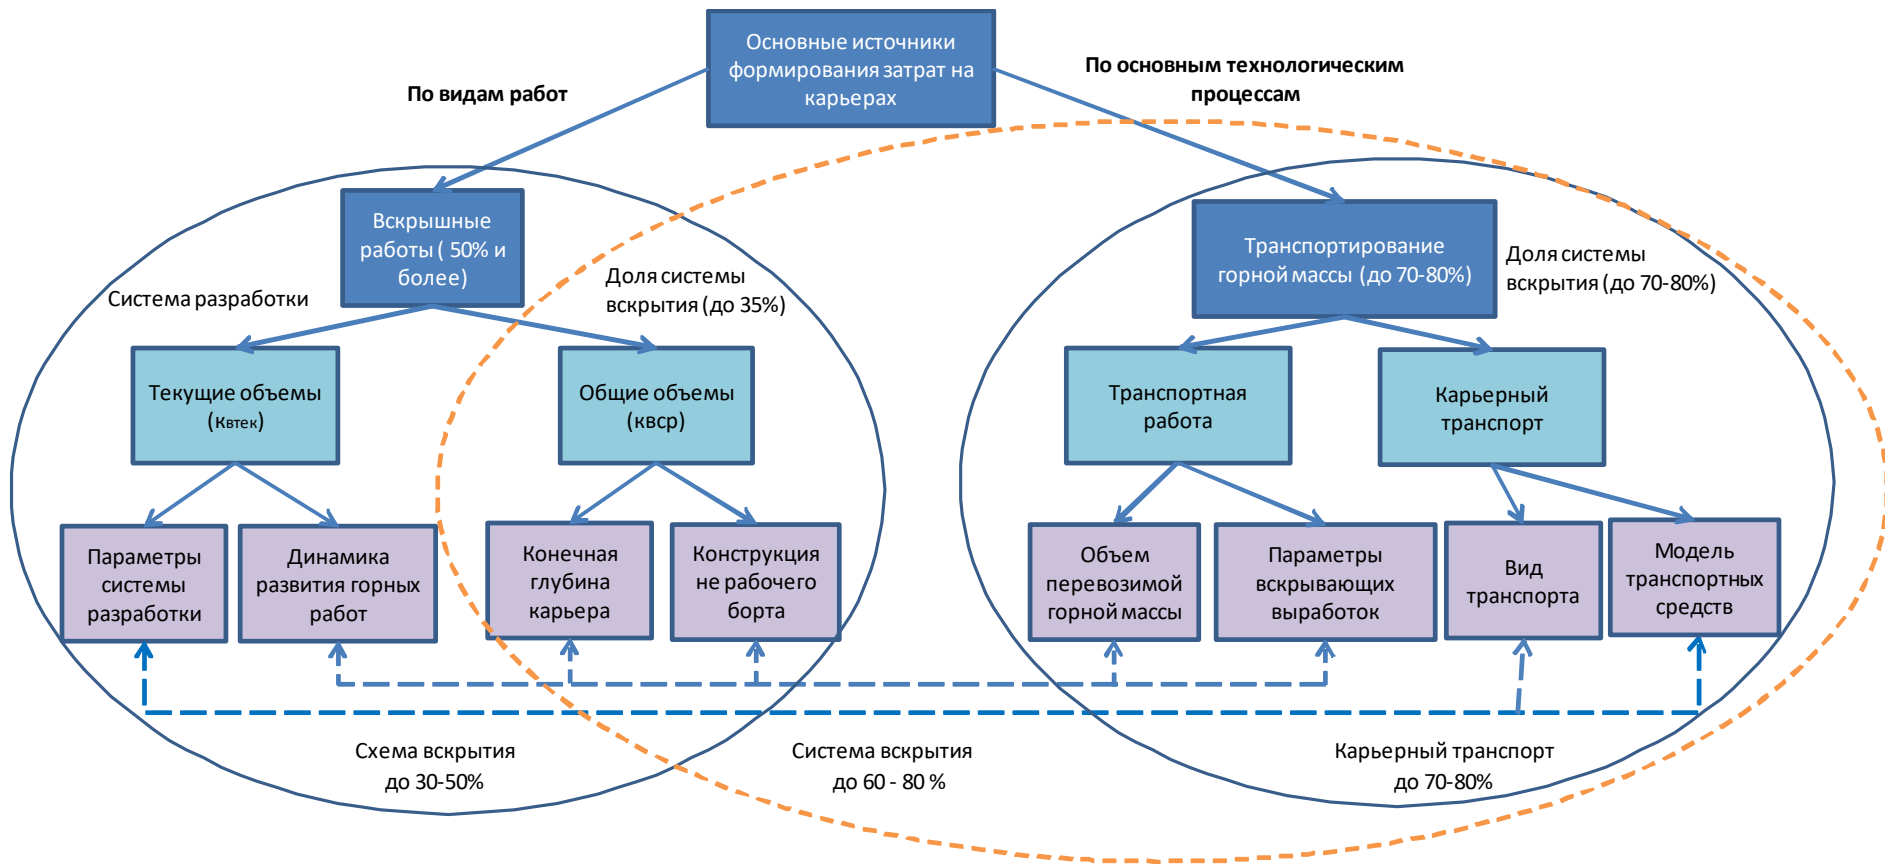 Основные источники
формирования затрат на
карьерах
По видам работ
По основным технологическим
процессам
Вскрышные
работы ( 50% и
более)
Система разработки
Доля системы
вскрытия (до 35%)
Транспортирование
горной массы (до 70-80%)
Доля системы
вскрытия (до 70-80%)
Текущие объемы
(квтек)
Общие объемы
(квср)
Транспортная
работа
Карьерный
транспорт
Параметры
системы
разработки
Динамика
развития горных
работ
Конечная
глубина
карьера
Конструкция
не рабочего
борта
Объем
перевозимой
горной массы
Параметры
вскрывающих
выработок
Вид
транспорта
Модель
транспортных
средств
Схема вскрытия
до 30-50%
Система вскрытия
до 60 - 80 %
Карьерный транспорт
до 70-80%